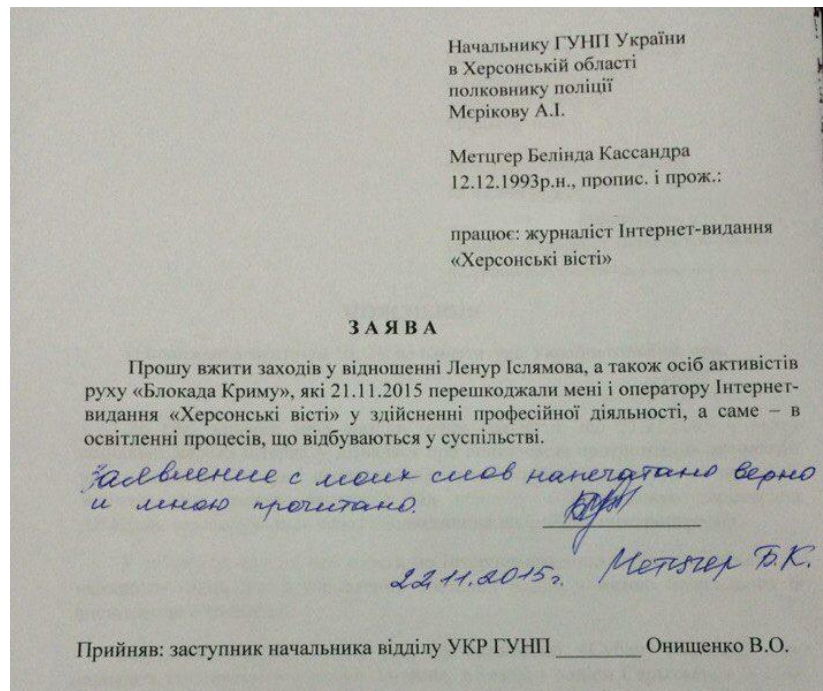 Начальнику ГУНП України
в Херсонській області
полковнику поліції
Мєрікову А.І.
Метцгер Белінда Кассандра
12.12.1993р.н., пропис. і прож.:
працює: журналіст Інтернет-видання
«Херсонські вісті»
З А Я В А
Прошу вжити заходів у відношенні Ленур Іслямова, а також осіб активістів
руху «Блокада Криму», які 21.11.2015 перешкоджали мені і оператору Інтернет-
видання «Херсонські вісті» у здійсненні професійної діяльності, а саме – в
освітленні процесів, що відбуваються у суспільстві.
Заявление с моих слов напечатано верно
и мною прочитано.
22.11.2015г. Метцгер Б.К.
Прийняв: заступник начальника відділу УКР ГУНП ________ Онищенко В.О.